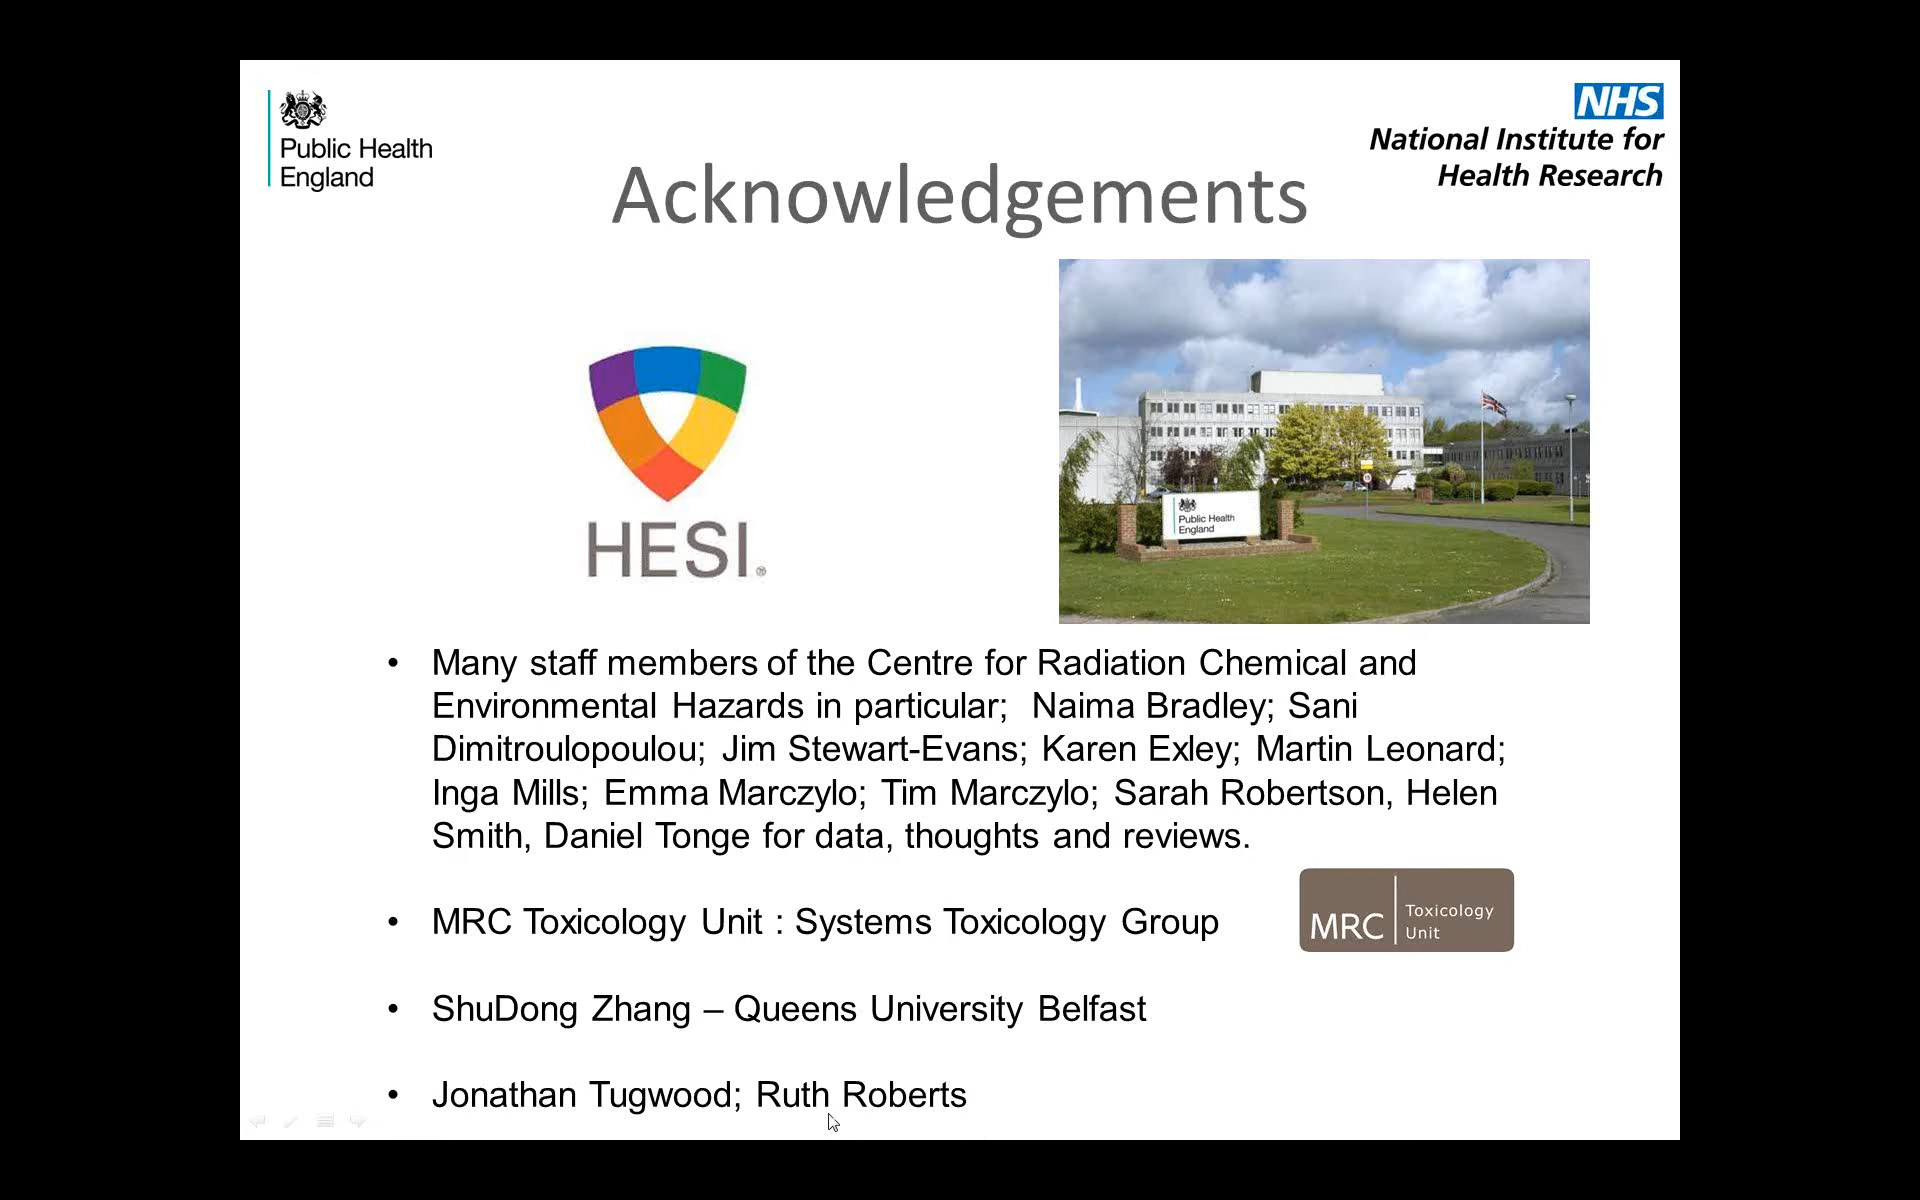 Public Health
England
NHS
National Institute for
Health Research
Acknowledgements
HESI®
Public Health
England
• Many staff members of the Centre for Radiation Chemical and
Environmental Hazards in particular;  Naima Bradley; Sani
Dimitroulopoulou; Jim Stewart-Evans; Karen Exley; Martin Leonard;
Inga Mills; Emma Marczylo; Tim Marczylo; Sarah Robertson, Helen
Smith, Daniel Tonge for data, thoughts and reviews.
• MRC Toxicology Unit : Systems Toxicology Group
MRC
Toxicology
Unit
• ShuDong Zhang – Queens University Belfast
• Jonathan Tugwood; Ruth Roberts